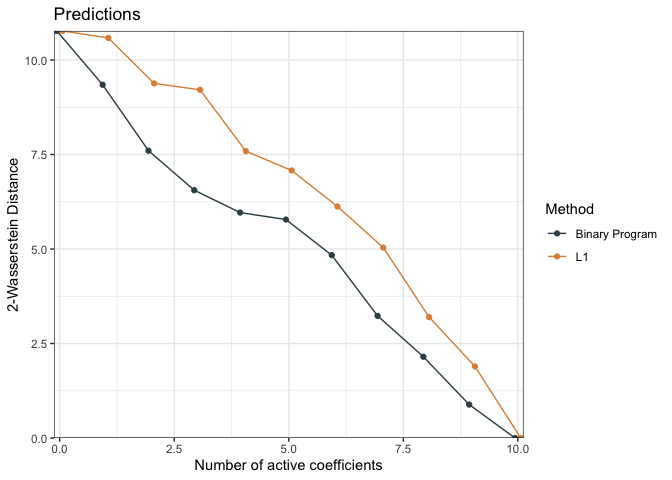 Predictions
2-Wasserstein Distance
10.0
7.5
5.0
2.5
0.0
0.0 2.5 5.0 7.5 10.0
Number of active coefficients
Method
Binary Program
L1